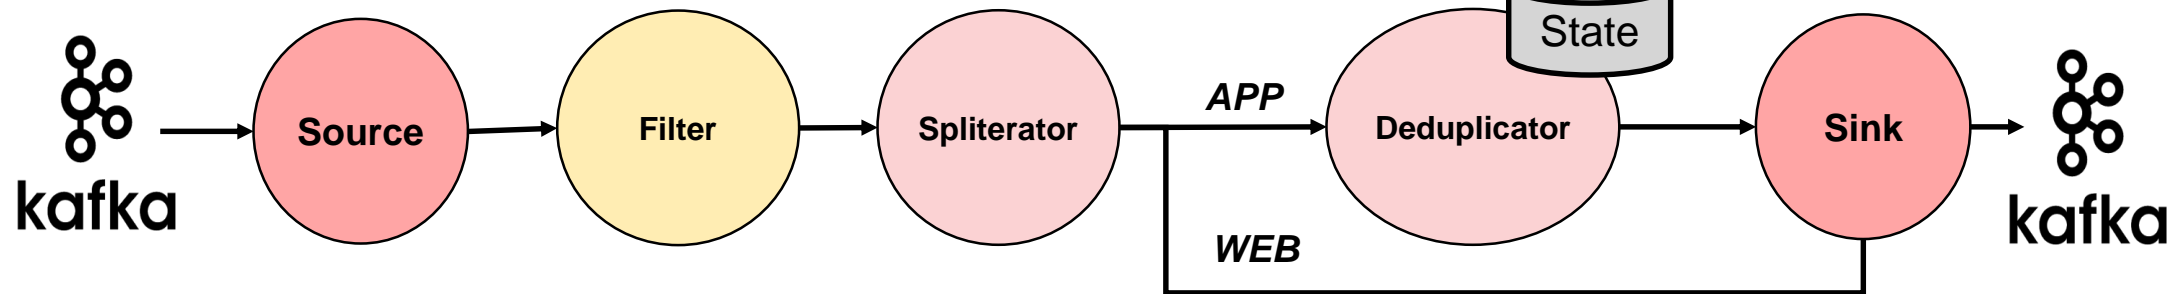 kafka
Source
Filter
Spliterator
APP
WEB
Deduplicator
State
Sink
kafka